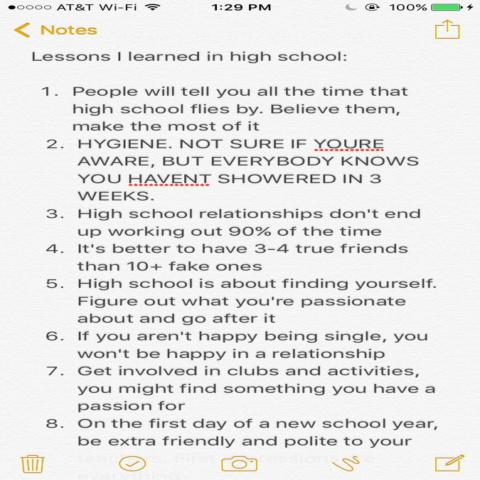 AT&T Wi-Fi 1:29 PM 100%
Notes
Lessons I learned in high school:
1. People will tell you all the time that
high school flies by. Believe them,
make the most of it
2. HYGIENE. NOT SURE IF YOURE
AWARE, BUT EVERYBODY KNOWS
YOU HAVENT SHOWERED IN 3
WEEKS.
3. High school relationships don't end
up working out 90% of the time
4. It's better to have 3-4 true friends
than 10+ fake ones
5. High school is about finding yourself.
Figure out what you're passionate
about and go after it
6. If you aren't happy being single, you
won't be happy in a relationship
7. Get involved in clubs and activities,
you might find something you have a
passion for
8. On the first day of a new school year,
be extra friendly and polite to your
teachers. First impressions are
everything